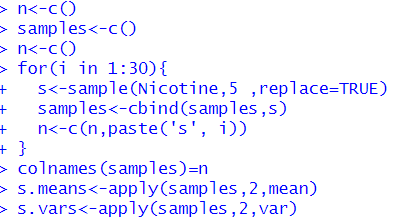 > n<-c()
> samples<-c()
> n<-c()
> for(i in 1:30){
+   s<-sample(Nicotine,5 ,replace=TRUE)
+   samples<-cbind(samples,s)
+   n<-c(n,paste('s', i))
+ }
> colnames(samples)=n
> s.means<-apply(samples,2,mean)
> s.vars<-apply(samples,2,var)